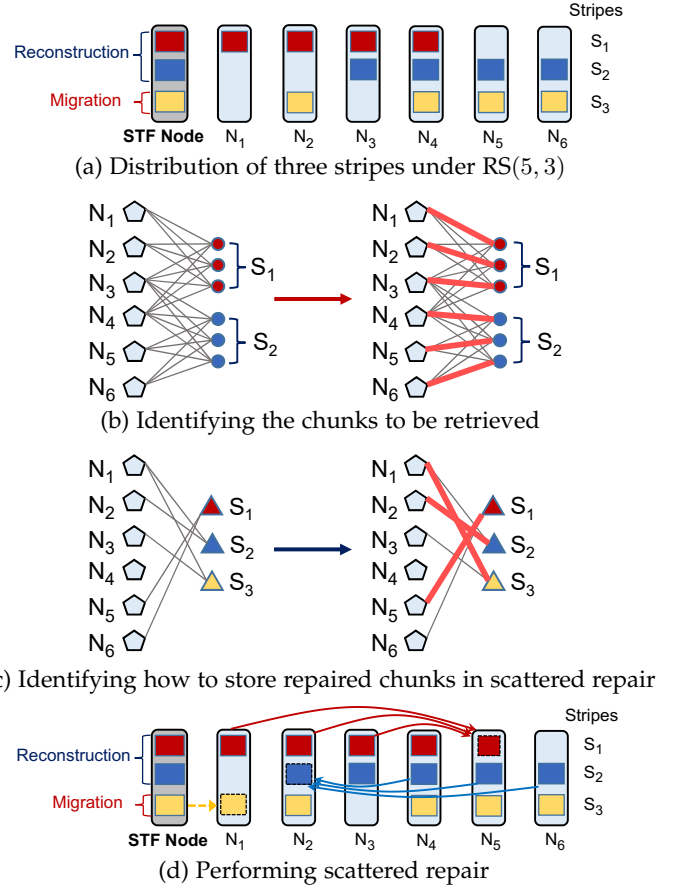 Stripes
Reconstruction
S1
S2
Migration
S3
STF Node N1 N2 N3 N4 N5 N6
(a) Distribution of three stripes under RS(5, 3)
N1 N1
N2 N2
S1 S1
N3 N3
N4 N4
S2 S2
N5 N5
N6 N6
(b) Identifying the chunks to be retrieved
N1 N1
N2 S1 N2 S1
N3 S2 N3 S2
N4 S3 N4 S3
N5 N5
N6 N6
c) Identifying how to store repaired chunks in scattered repair
Stripes
Reconstruction
S1
S2
Migration
S3
STF Node N1 N2 N3 N4 N5 N6
(d) Performing scattered repair